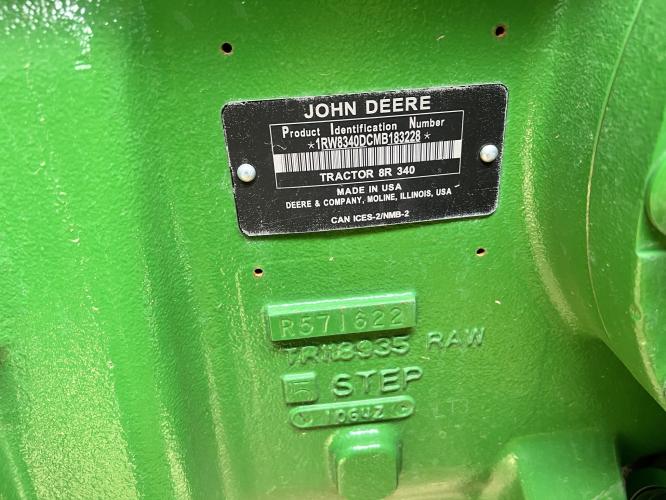 JOHN DEERE
Product Identification Number
*1RW8340DCMB183228*
TRACTOR 8R 340
MADE IN USA
DEERE & COMPANY, MOLINE, ILLINOIS, USA
CAN ICES-2/NMB-2
R571622
RAW
STEP